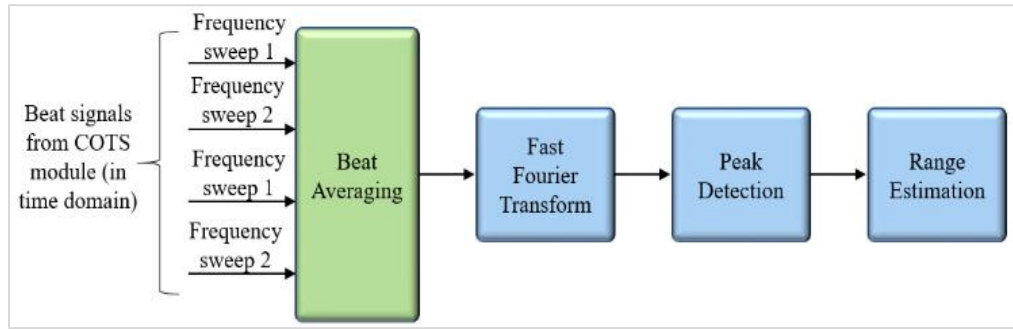 Frequency
sweep 1
Frequency
sweep 2
Frequency
sweep 1
Frequency
sweep 2
Beat signals
from COTS
module (in
time domain)
Beat
Averaging
Fast
Fourier
Transform
Peak
Detection
Range
Estimation